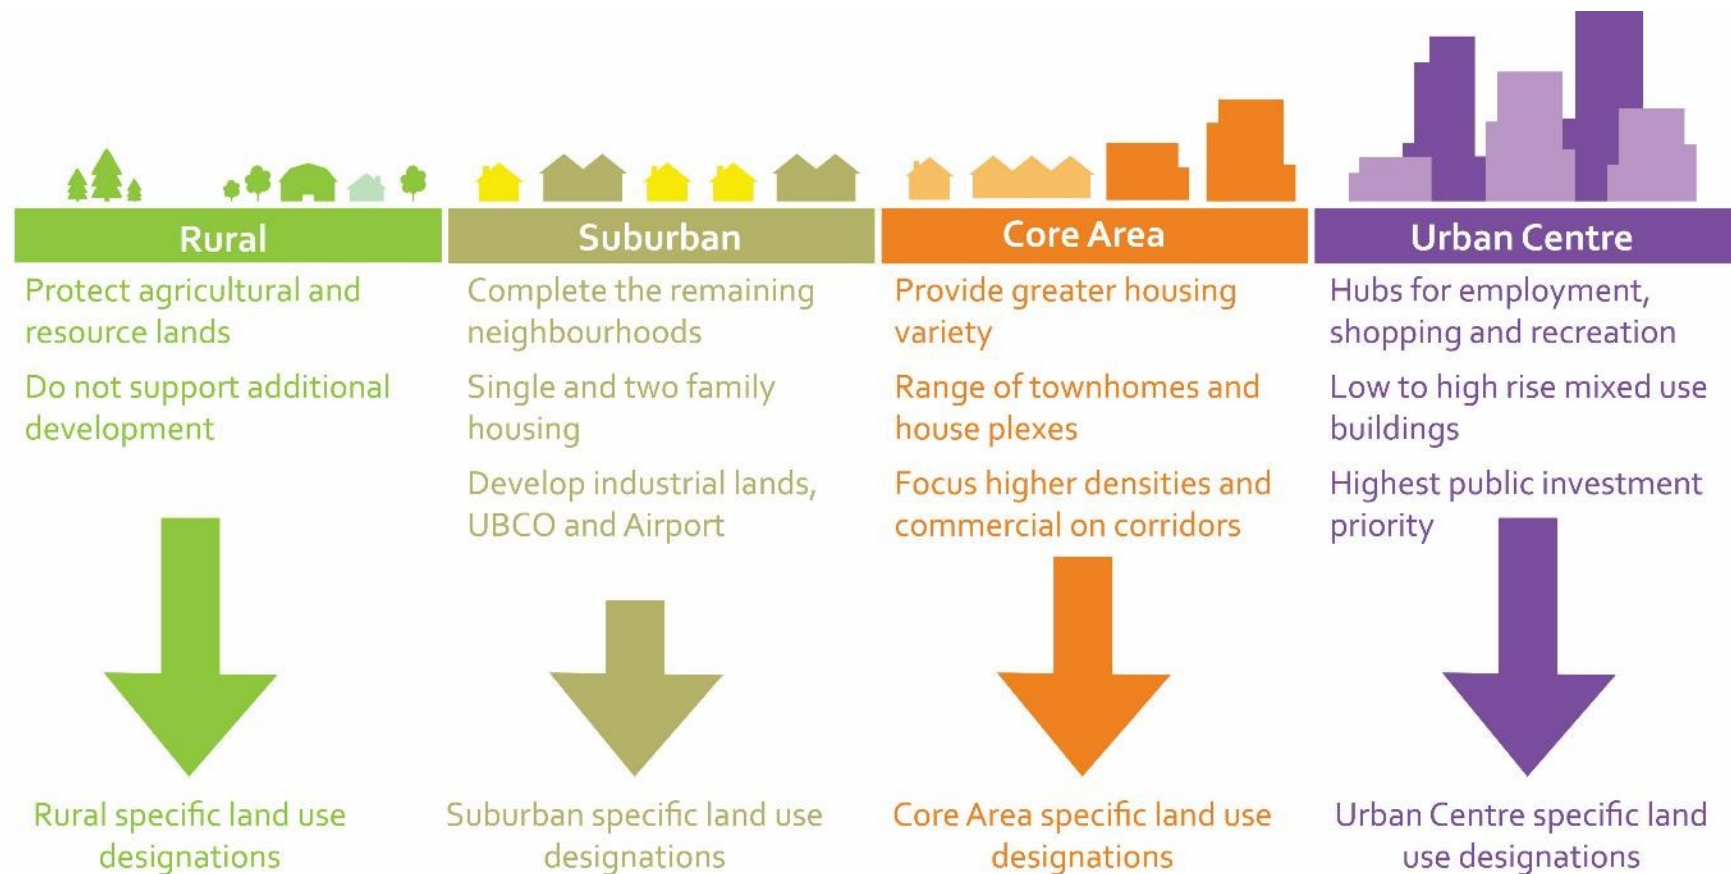 Rural
Protect agricultural and
resource lands
Do not support additional
development
Rural specific land use
designations
Suburban
Complete the remaining
neighbourhoods
Single and two family
housing
Develop industrial lands,
UBCO and Airport
Suburban specific land use
designations
Core Area
Provide greater housing
variety
Range of townhomes and
house plexes
Focus higher densities and
commercial on corridors
Core Area specific land use
designations
Urban Centre
Hubs for employment,
shopping and recreation
Low to high rise mixed use
buildings
Highest public investment
priority
Urban Centre specific land
use designations